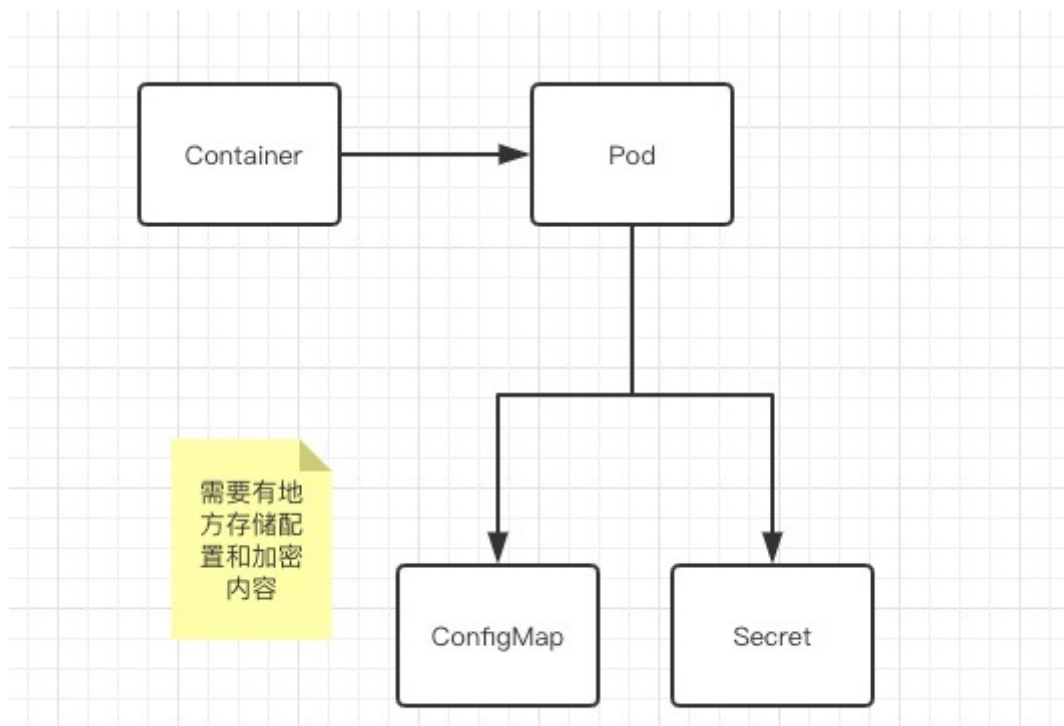 Container
Pod
需要有地
方存储配
置和加密
内容
ConfigMap
Secret